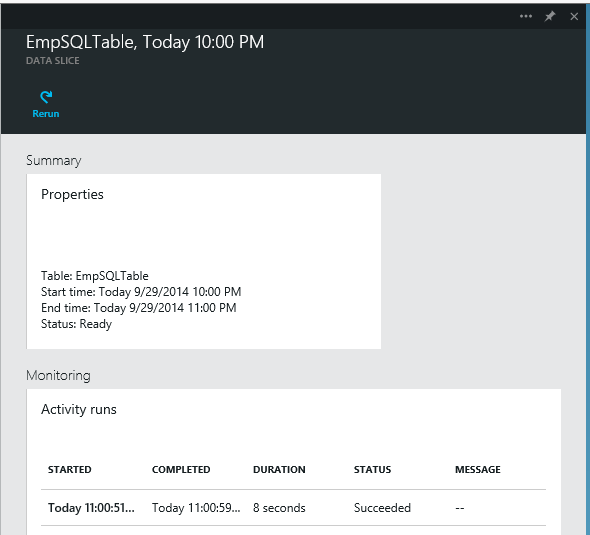 EmpSQLTable, Today 10:00 PM
DATA SLICE
Rerun
Summary
Properties
Table: EmpSQLTable
Start time: Today 9/29/2014 10:00 PM
End time: Today 9/29/2014 11:00 PM
Status: Ready
Monitoring
Activity runs
STARTED COMPLETED DURATION STATUS MESSAGE
Today 11:00:51... Today 11:00:59... 8 seconds Succeeded --